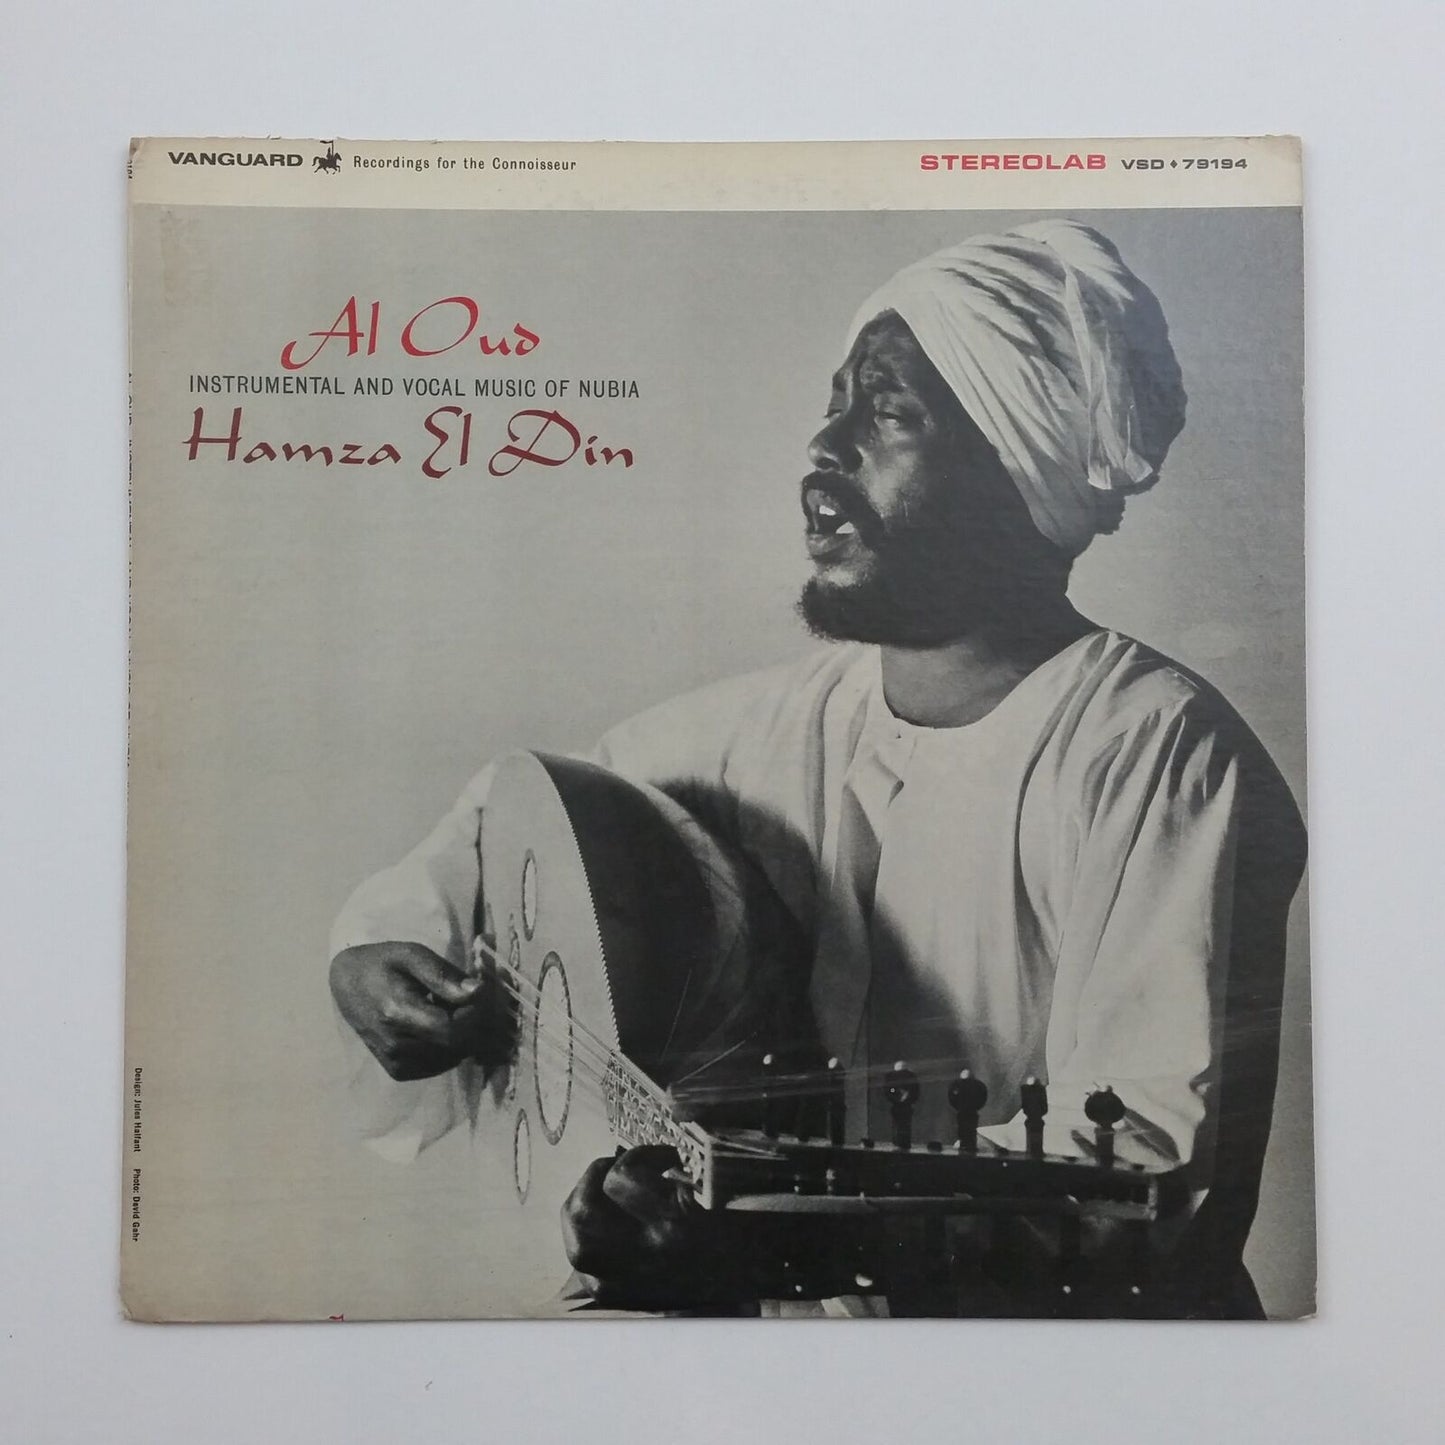 VANGUARD Recordings for the Connoisseur
STEREOLAB VSD♦79194
Al Oud
INSTRUMENTAL AND VOCAL MUSIC OF NUBIA
Hamza El Din
Design: Jules Halfant Photo: David Gahr